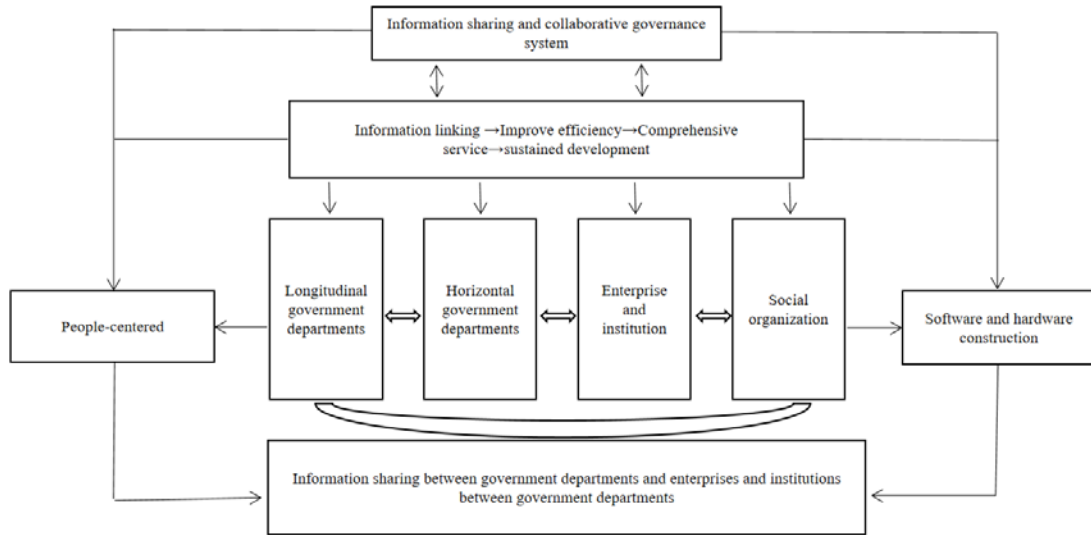 Information sharing and collaborative governance
system
Information linking →Improve efficiency→Comprehensive
service→sustained development
Longitudinal
government
departments
Horizontal
government
departments
Enterprise
and
institution
Social
organization
People-centered
Software and hardware
construction
Information sharing between government departments and enterprises and institutions
between government departments